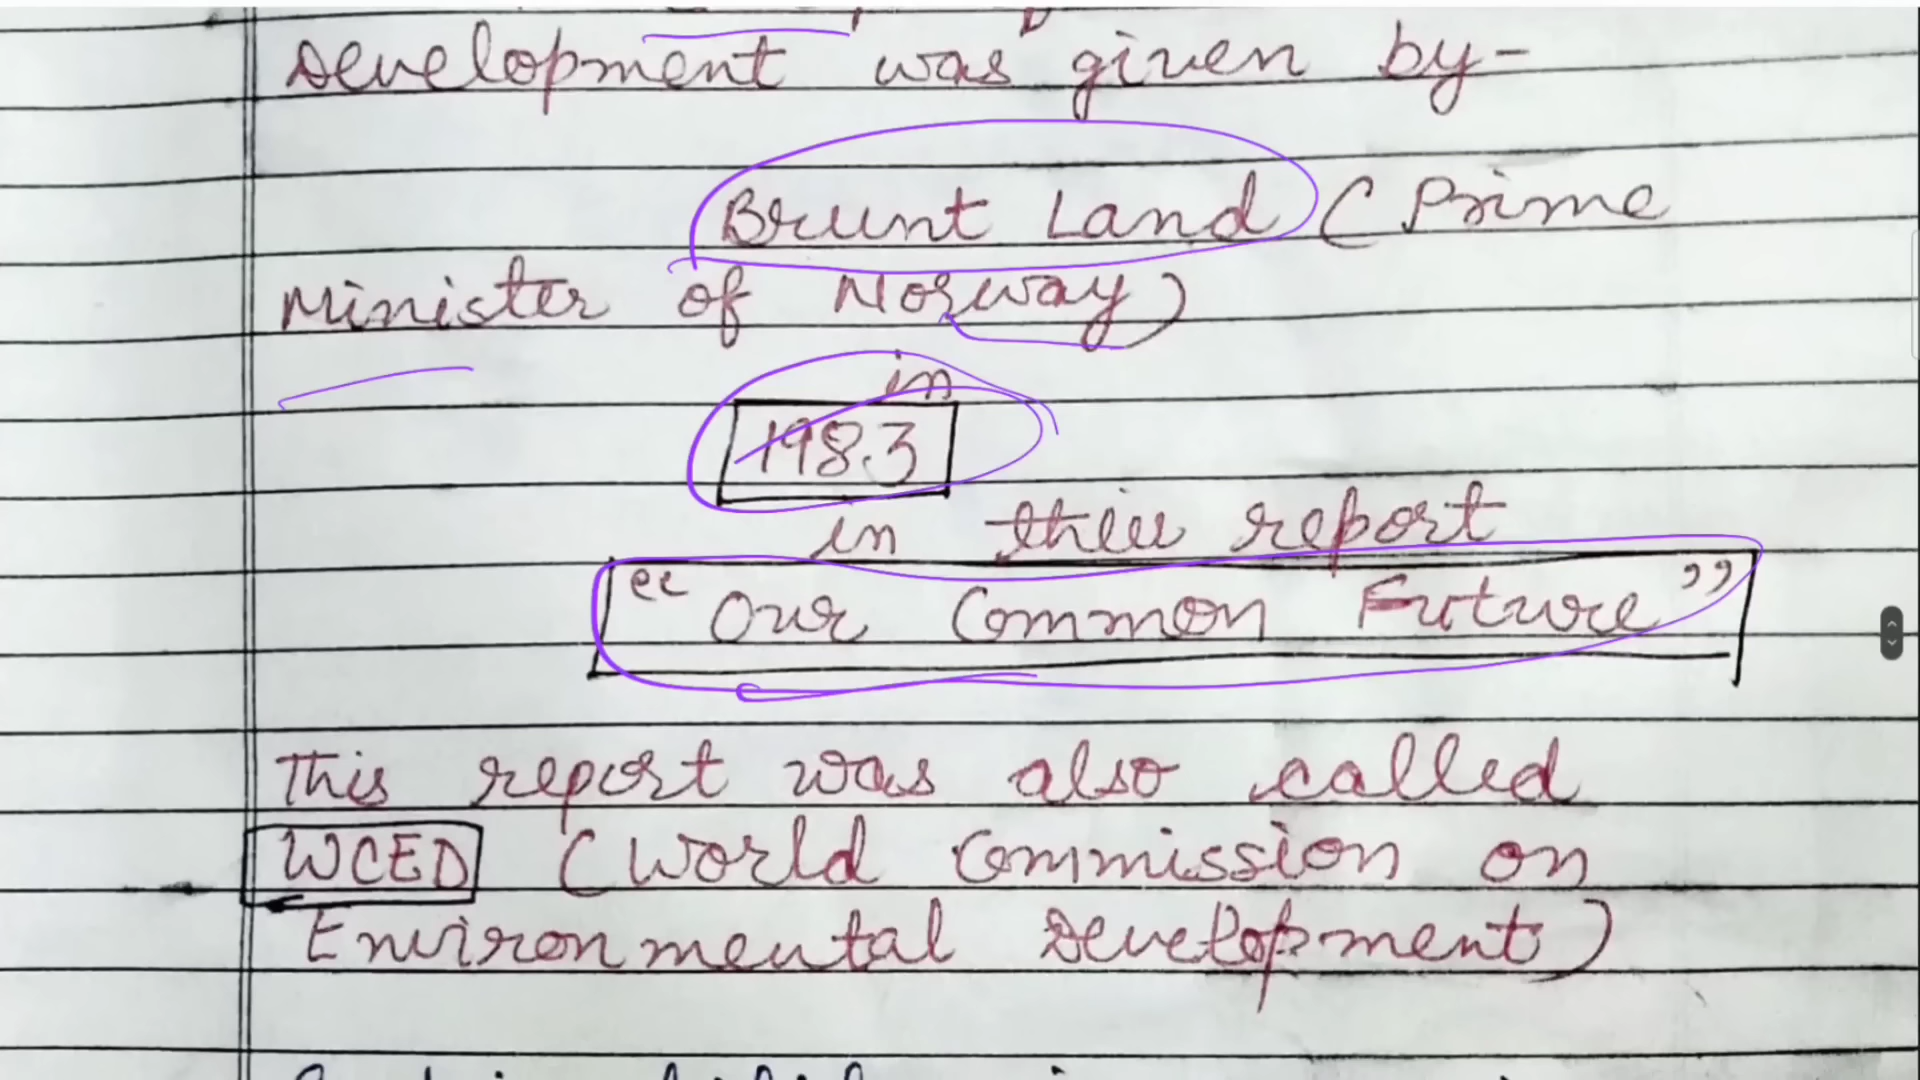 Development was given by-
Brunt Land (Prime
Minister of Norway)
in
1983
in their report
"Our Common Future"
This report was also called
WCED (World Commission on
Environmental Development)